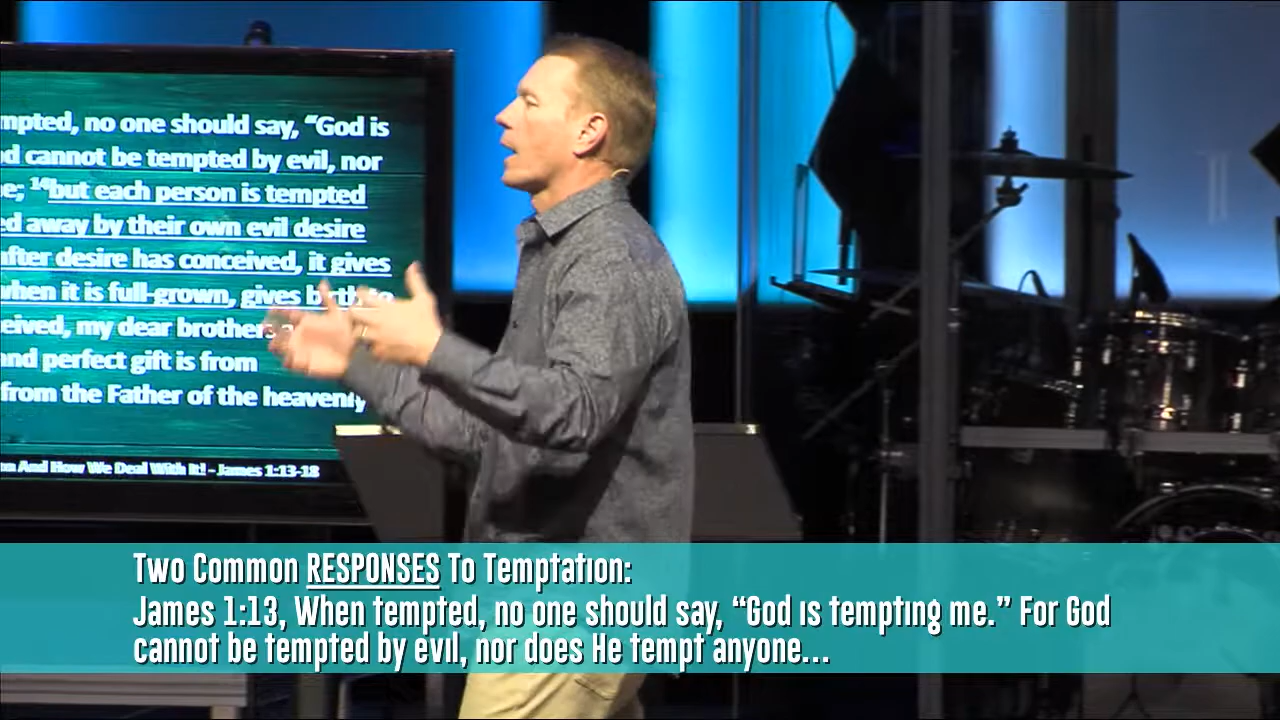 mpted, no one should say, “God is
d cannot be tempted by evil, nor
e; 14but each person is tempted
ed away by their own evil desire
after desire has conceived, it gives
when it is full-grown, gives birth to
eived, my dear brothers
and perfect gift is from
from the Father of the heavenly
And How We Deal With It! - James 1:13-18
Two Common RESPONSES To Temptation:
James 1:13, When tempted, no one should say, “God is tempting me.” For God
cannot be tempted by evil, nor does He tempt anyone...